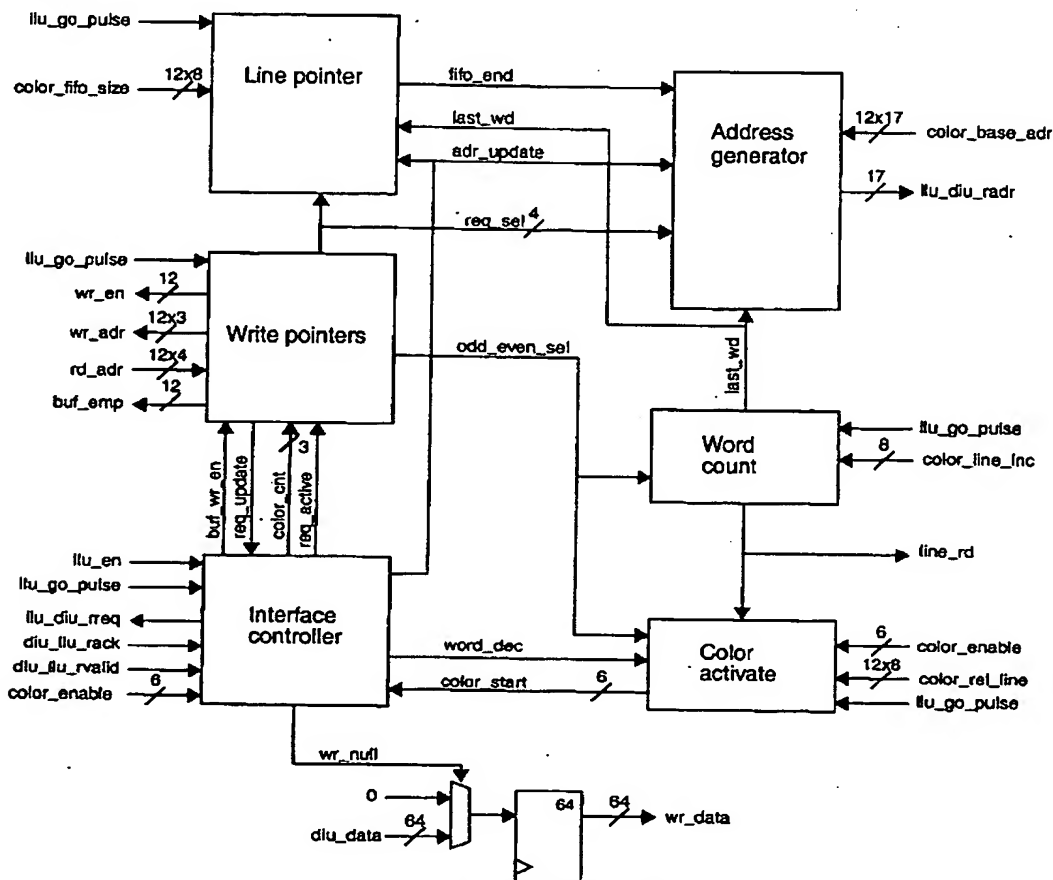 llu_go_pulse
color_fifo_size
12x8
Line pointer
fifo_end
last_wd
adr_update
req_sel
4
Address
generator
12x17
color_base_adr
17
llu_diu_radr
llu_go_pulse
wr_en
12
wr_adr
12x3
rd_adr
12x4
buf_emp
12
Write pointers
odd_even_sel
last_wd
Word
count
llu_go_pulse
8
color_line_inc
buf_wr_en
req_update
color_cnt
3
req_active
line_rd
llu_en
llu_go_pulse
llu_diu_rreq
diu_llu_rack
diu_llu_rvalid
color_enable
6
Interface
controller
word_dec
color_start
6
Color
activate
6
color_enable
12x8
color_rel_line
llu_go_pulse
wr_null
0
diu_data
64
64
64
wr_data